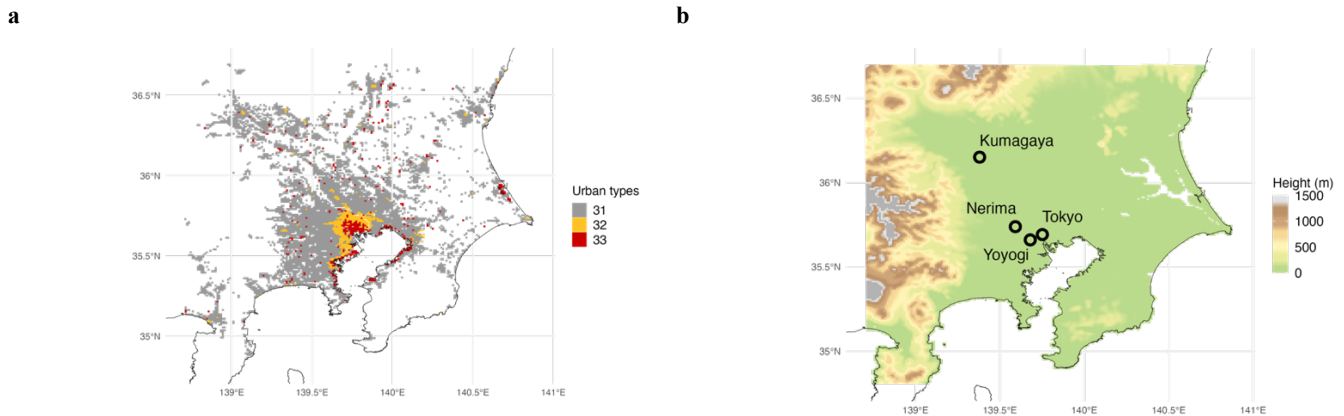 a
36.5°N
36°N
35.5°N
35°N
139°E
139.5°E
140°E
140.5°E
141°E
Urban types
31
32
33
b
36.5°N
36°N
35.5°N
35°N
Kumagaya
Nerima
Tokyo
Yoyogi
139°E
139.5°E
140°E
140.5°E
141°E
Height (m)
1500
1000
500
0